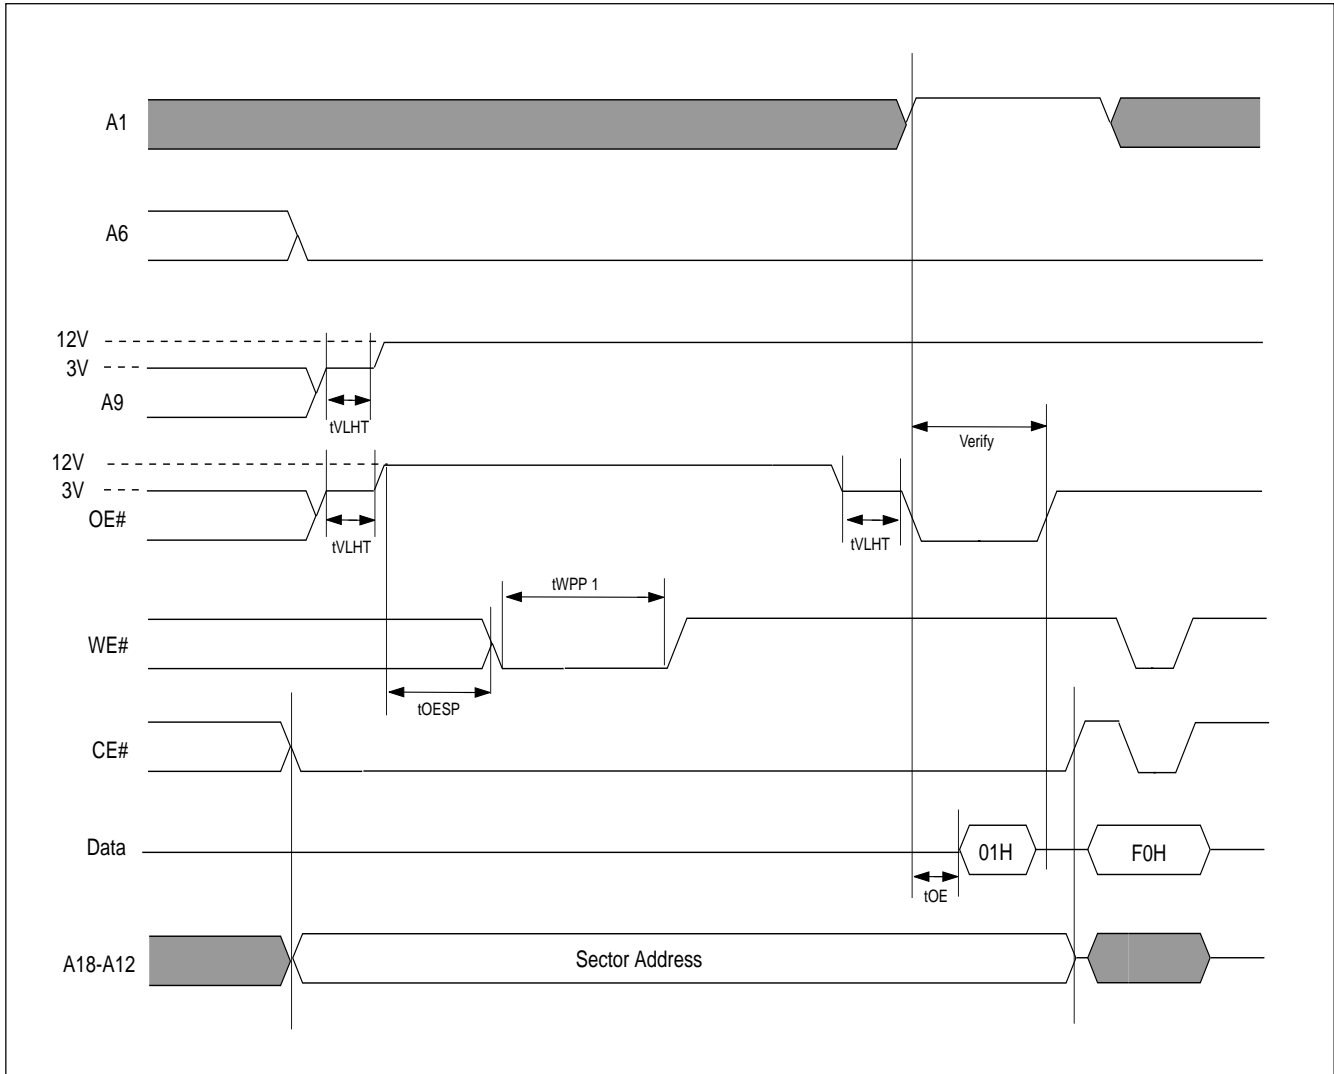 A1
A6
12V
3V
A9
tVLHT
Verify
12V
3V
OE#
tVLHT
tVLHT
tWPP 1
WE#
tOESP
CE#
Data
01H
F0H
tOE
A18-A12
Sector Address